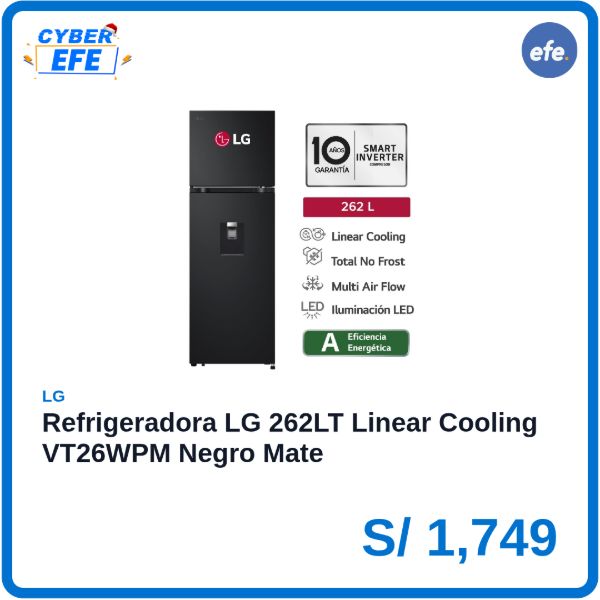 CYBER
EFE
efe.
LG
10
AÑOS
GARANTÍA
SMART
INVERTER
COMPRESSOR
262 L
Linear Cooling
Total No Frost
Multi Air Flow
LED Iluminación LED
A Eficiencia
Energética
LG
Refrigeradora LG 262LT Linear Cooling
VT26WPM Negro Mate
S/ 1,749